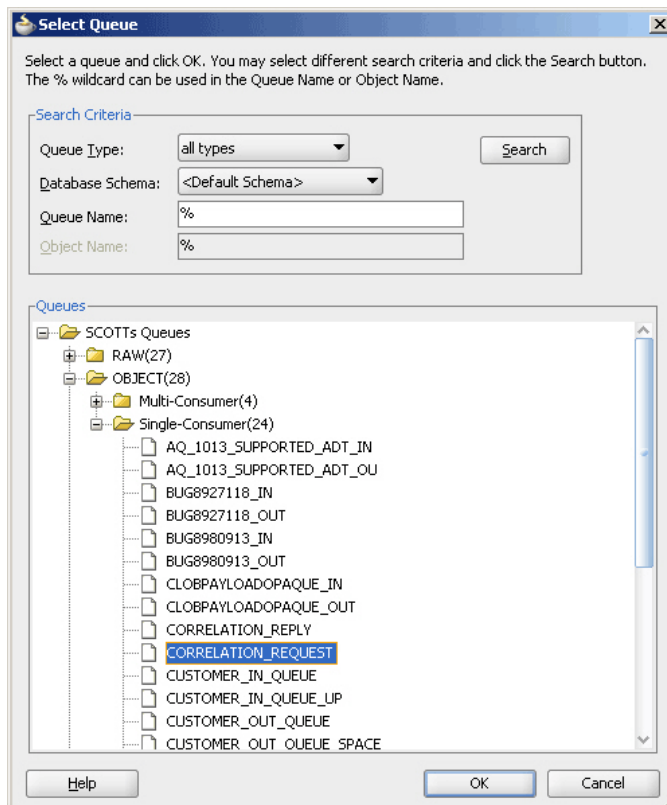 Select Queue
Select a queue and click OK. You may select different search criteria and click the Search button.
The % wildcard can be used in the Queue Name or Object Name.
Search Criteria
Queue Type: all types Search
Database Schema: <Default Schema>
Queue Name: %
Object Name: %
Queues
SCOTTs Queues
RAW(27)
OBJECT(28)
Multi-Consumer(4)
Single-Consumer(24)
AQ_1013_SUPPORTED_ADT_IN
AQ_1013_SUPPORTED_ADT_OU
BUG8927118_IN
BUG8927118_OUT
BUG8980913_IN
BUG8980913_OUT
CLOBPAYLOADOPAQUE_IN
CLOBPAYLOADOPAQUE_OUT
CORRELATION_REPLY
CORRELATION_REQUEST
CUSTOMER_IN_QUEUE
CUSTOMER_IN_QUEUE_UP
CUSTOMER_OUT_QUEUE
CUSTOMER_OUT_QUEUE_SPACE
Help OK Cancel